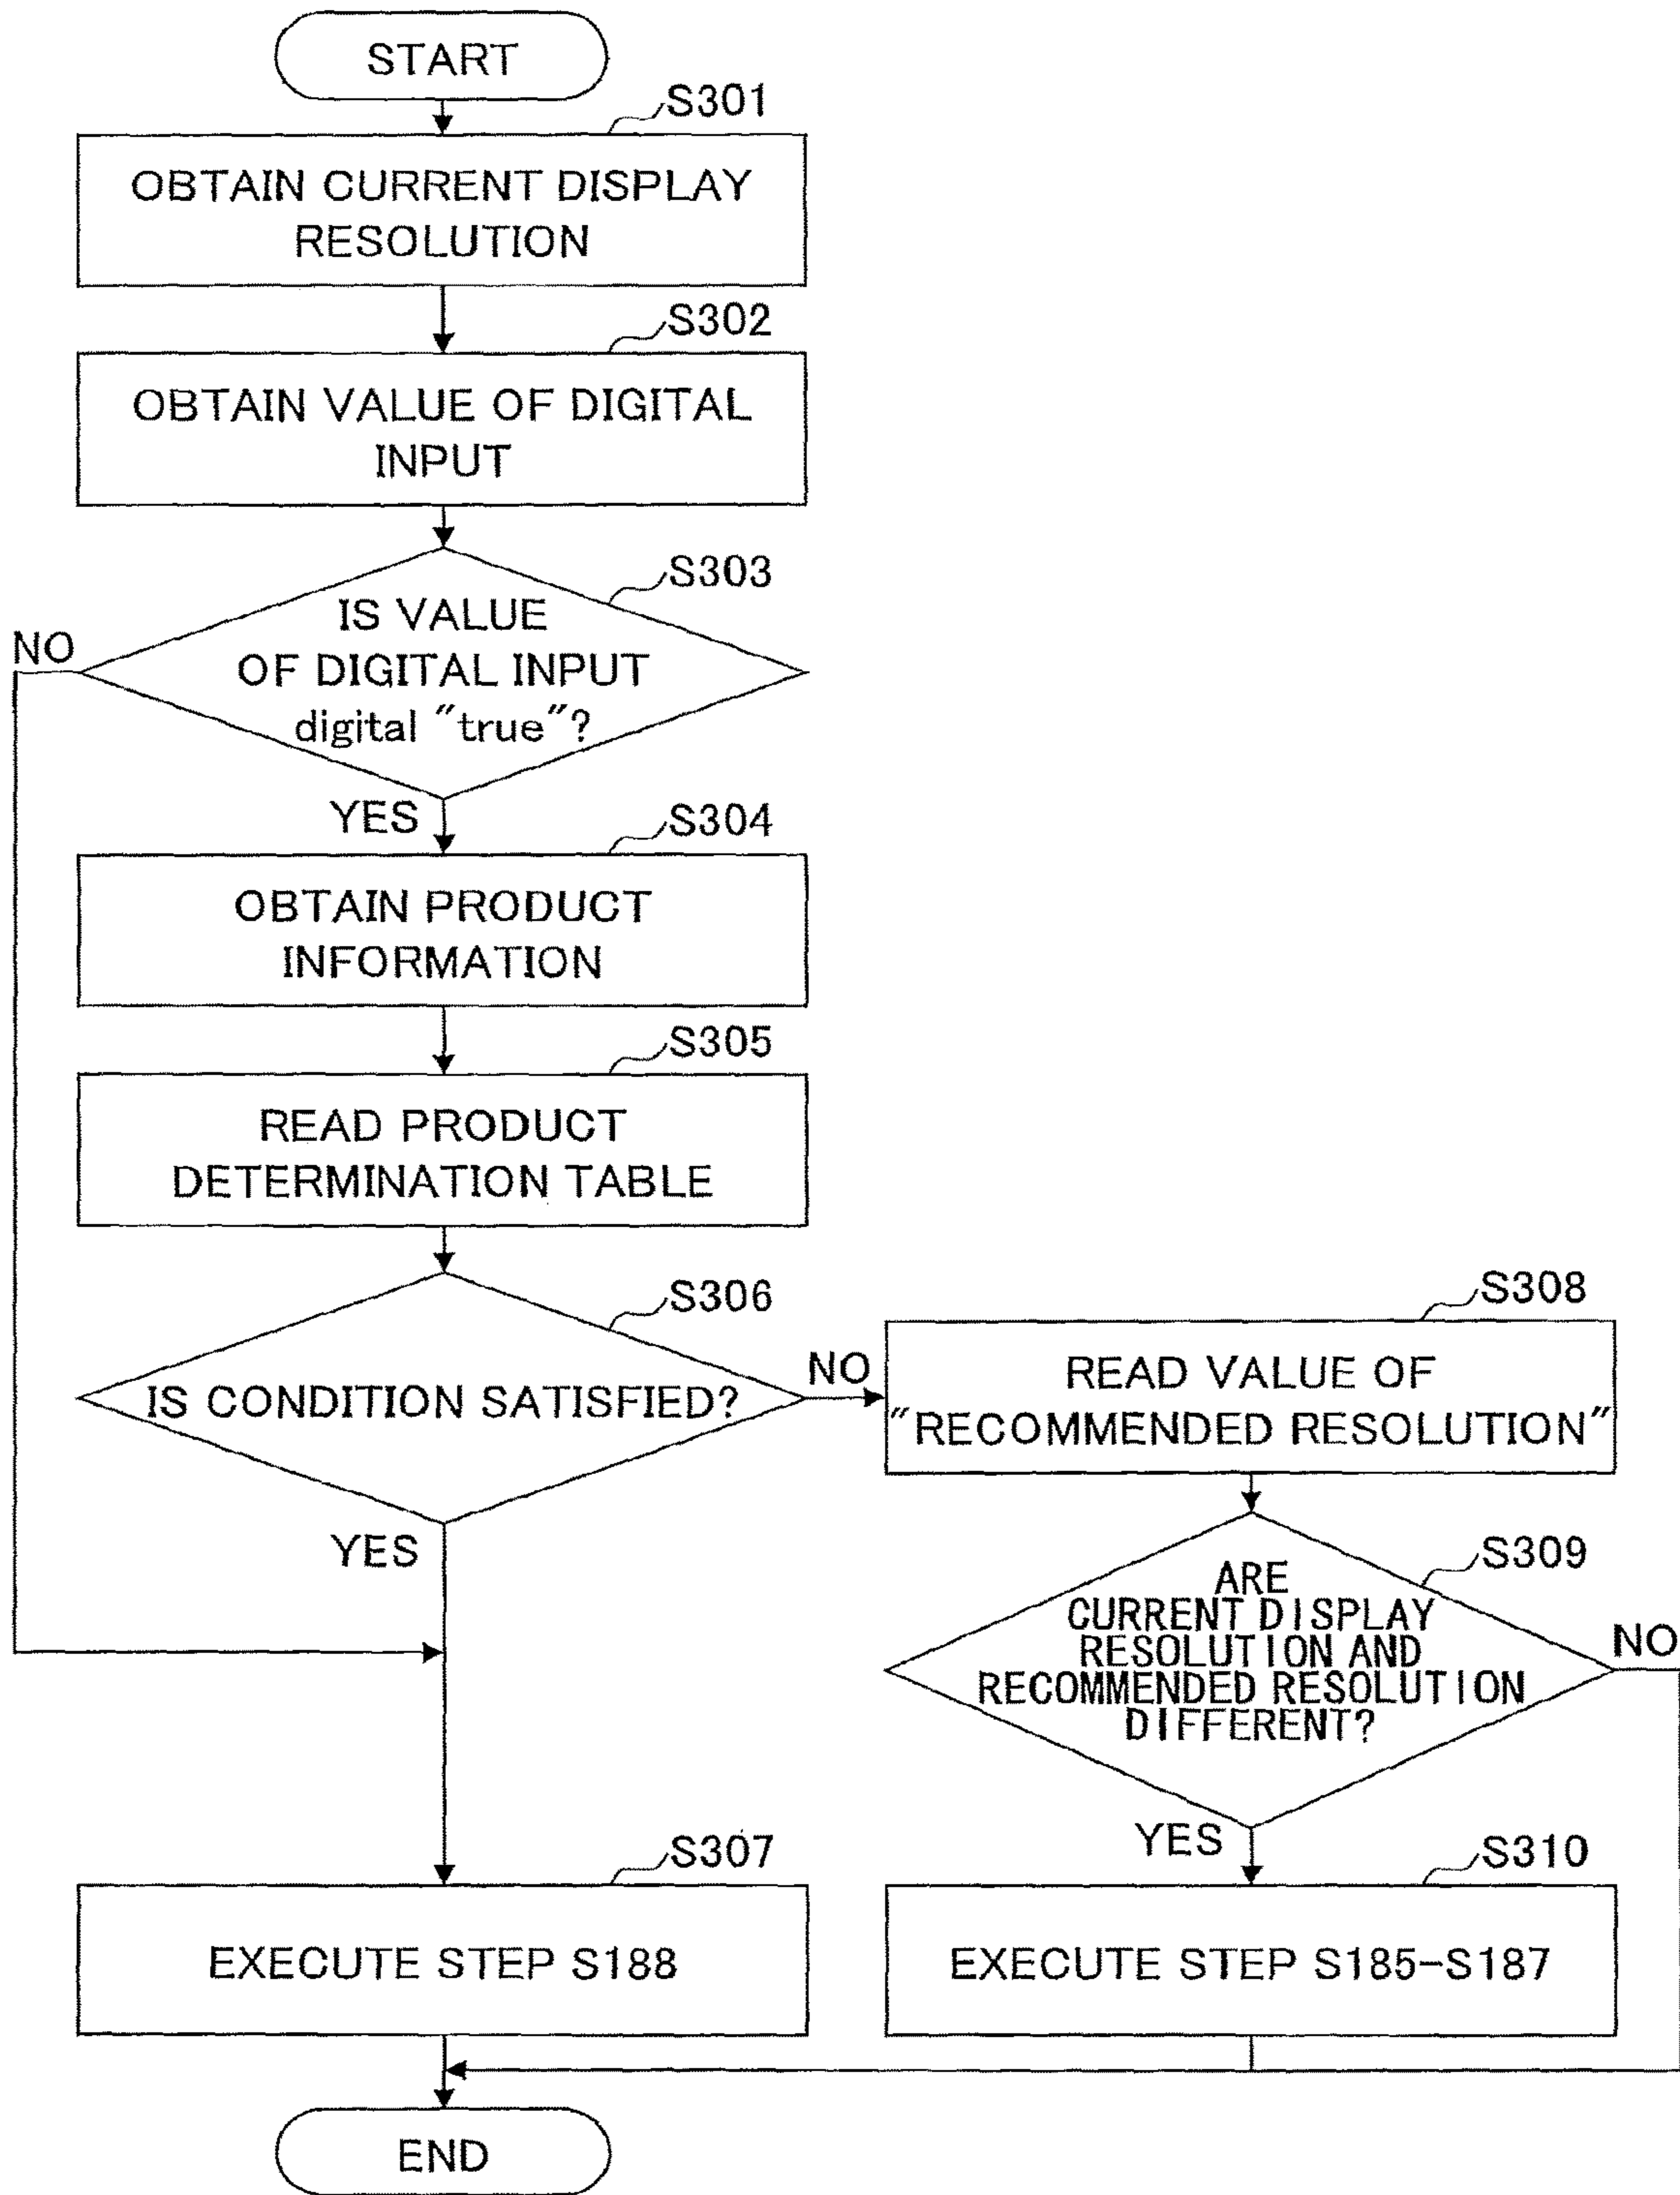 START
S301
OBTAIN CURRENT DISPLAY
RESOLUTION
S302
OBTAIN VALUE OF DIGITAL
INPUT
S303
IS VALUE
OF DIGITAL INPUT
digital "true"?
NO
YES
S304
OBTAIN PRODUCT
INFORMATION
S305
READ PRODUCT
DETERMINATION TABLE
S306
IS CONDITION SATISFIED?
NO
YES
S308
READ VALUE OF
"RECOMMENDED RESOLUTION"
S309
ARE
CURRENT DISPLAY
RESOLUTION AND
RECOMMENDED RESOLUTION
DIFFERENT?
NO
YES
S307
EXECUTE STEP S188
S310
EXECUTE STEP S185-S187
END